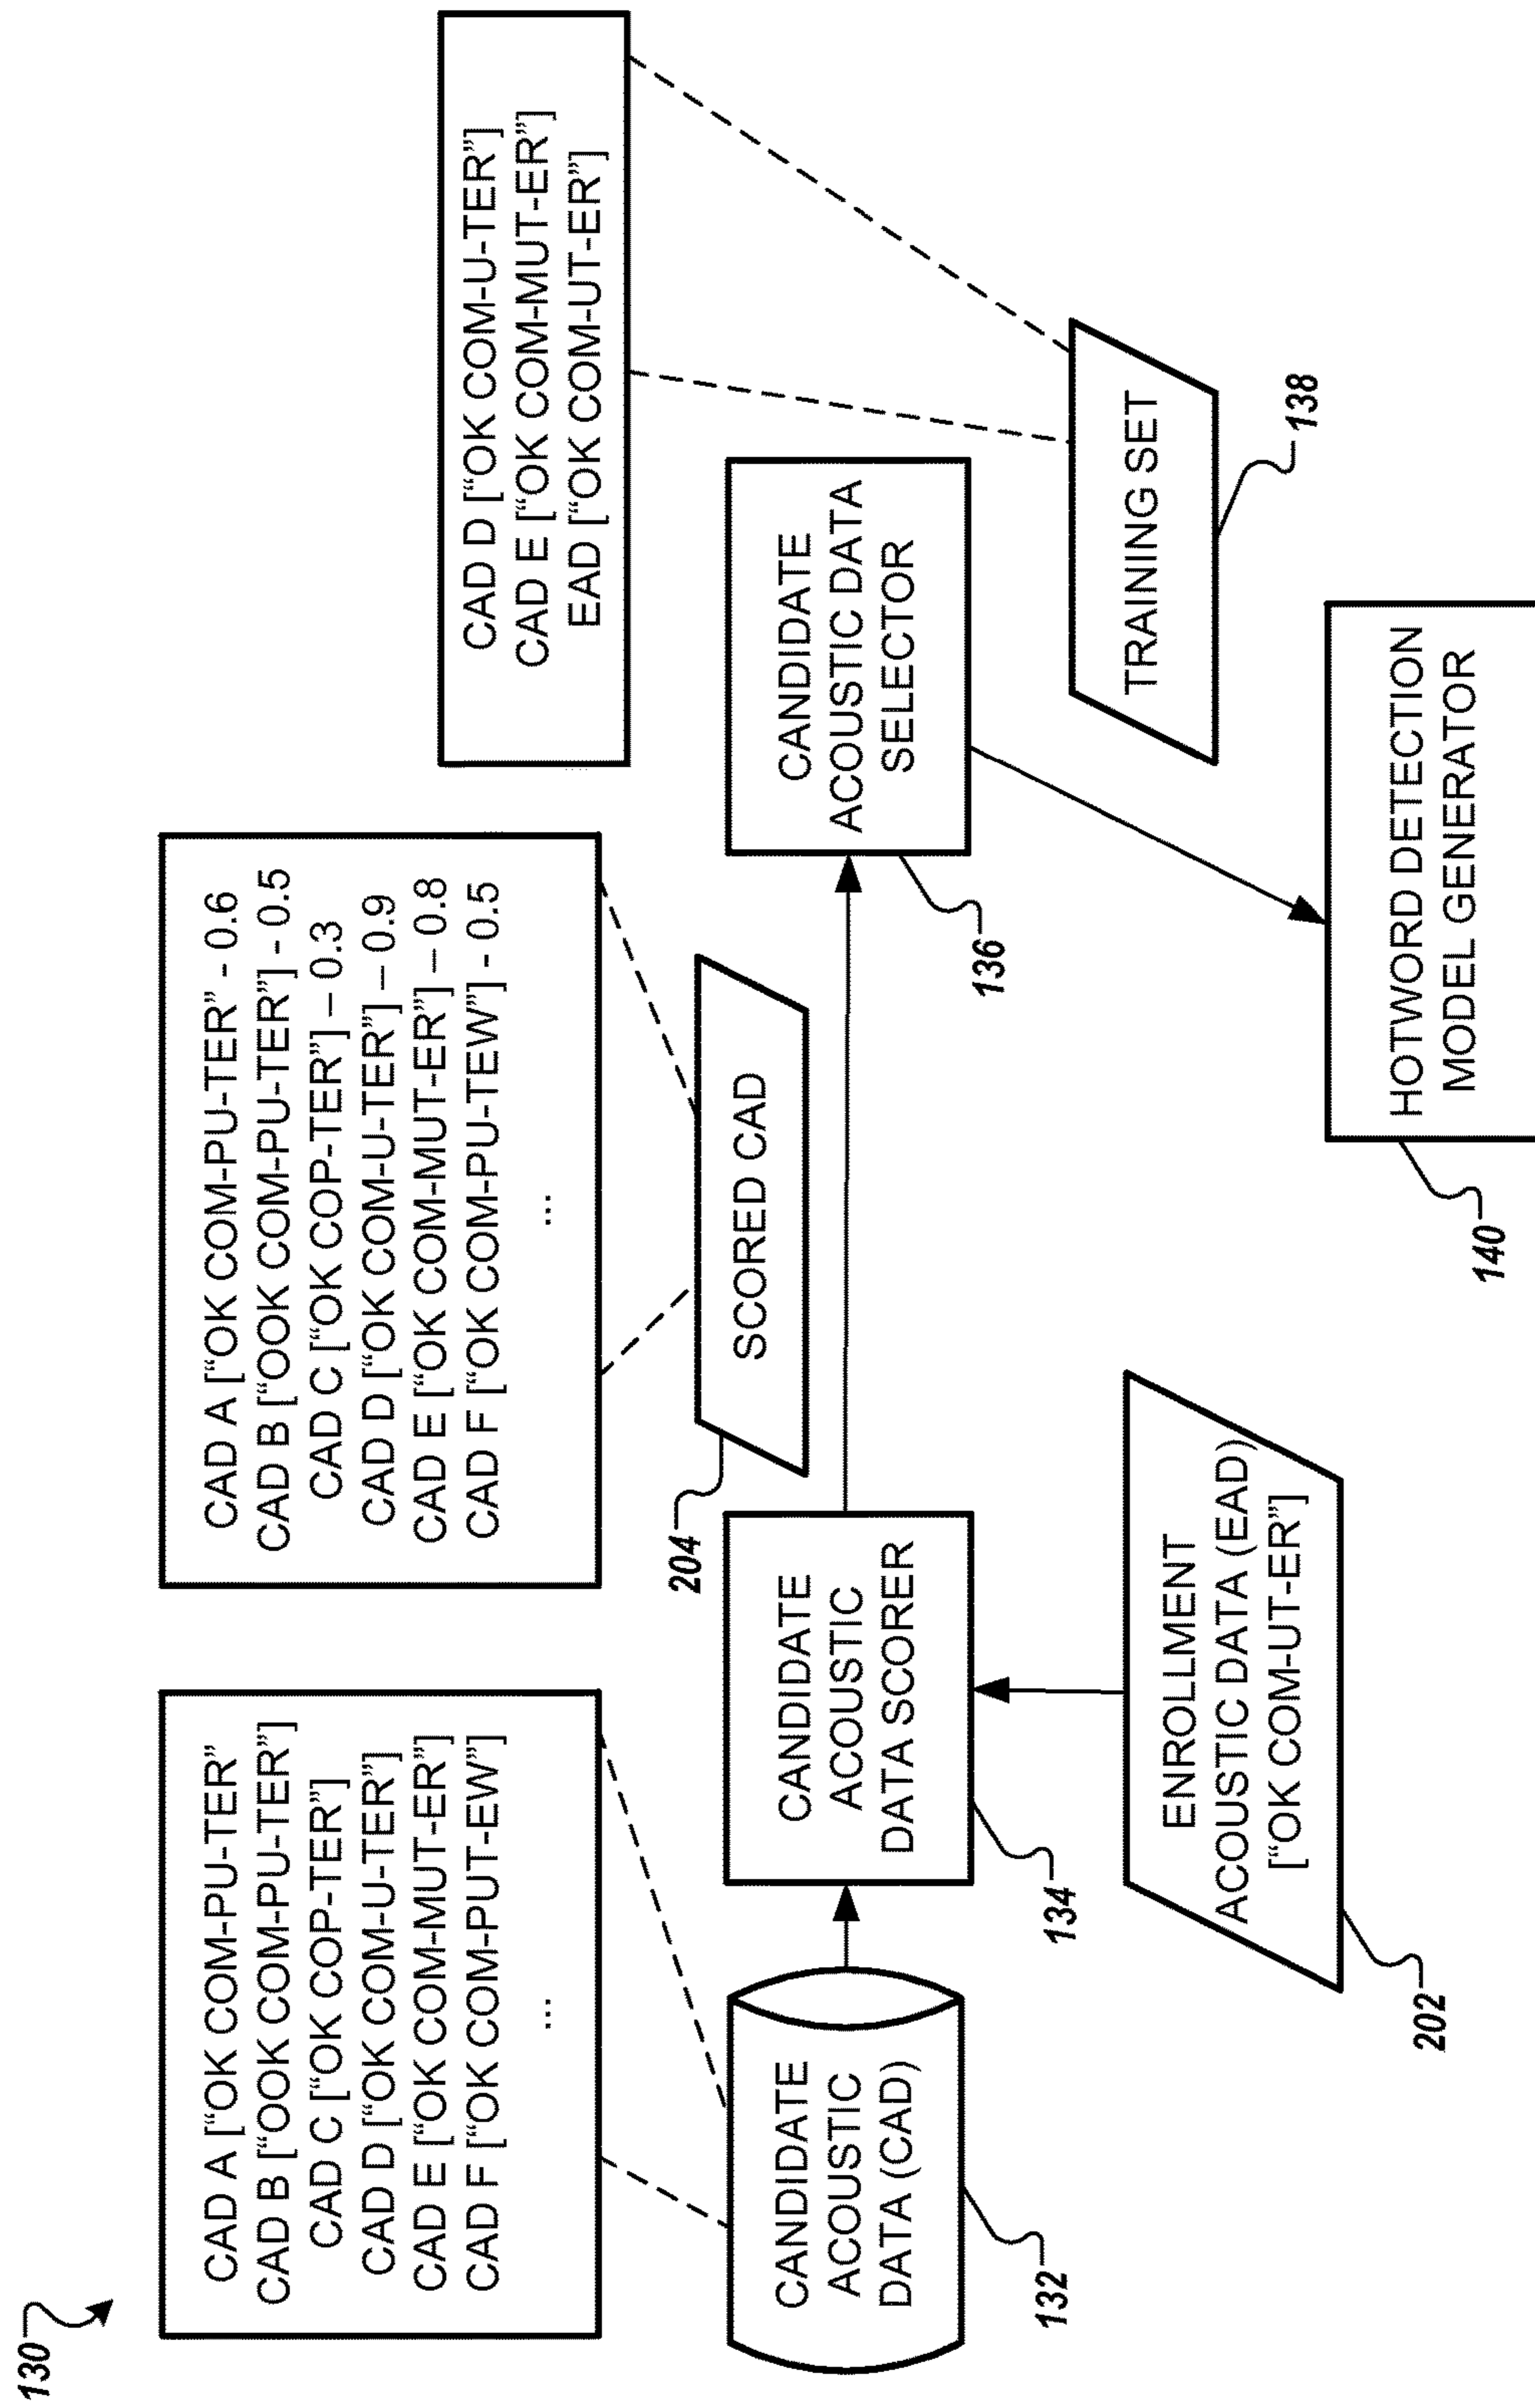 130
CAD A [“OK COM-PU-TER”
CAD B [“OOK COM-PU-TER”]
CAD C [“OK COP-TER”]
CAD D [“OK COM-U-TER”]
CAD E [“OK COM-MUT-ER”]
CAD F [“OK COM-PUT-EW”]
...
CAD A [“OK COM-PU-TER” - 0.6
CAD B [“OOK COM-PU-TER”] - 0.5
CAD C [“OK COP-TER”] – 0.3
CAD D [“OK COM-U-TER”] – 0.9
CAD E [“OK COM-MUT-ER”] – 0.8
CAD F [“OK COM-PU-TEW”] - 0.5
...
CAD D [“OK COM-U-TER”]
CAD E [“OK COM-MUT-ER”]
EAD [“OK COM-UT-ER”]
CANDIDATE
ACOUSTIC
DATA (CAD)
132
CANDIDATE
ACOUSTIC
DATA SCORER
134
204
SCORED CAD
CANDIDATE
ACOUSTIC DATA
SELECTOR
136
ENROLLMENT
ACOUSTIC DATA (EAD)
[“OK COM-UT-ER”]
202
TRAINING SET
138
HOTWORD DETECTION
MODEL GENERATOR
140